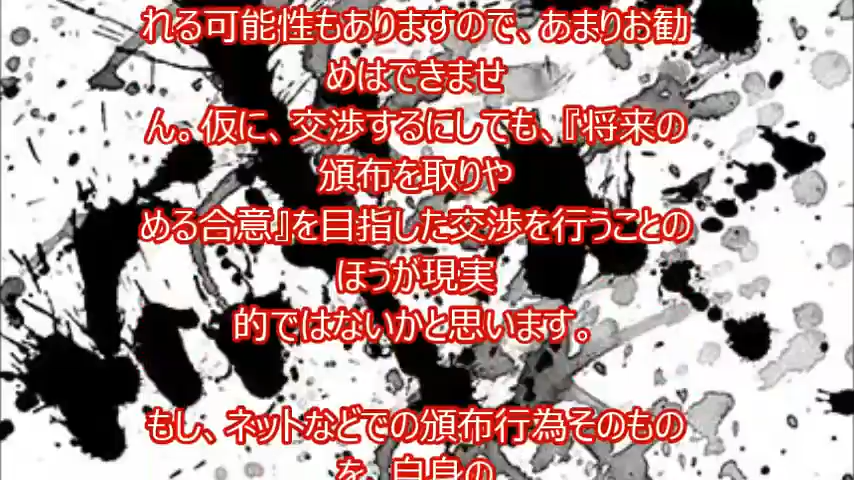 れる可能性もありますので、あまりお勧
めはできませ
ん。仮に、交渉するにしても、『将来の
頒布を取りや
める合意』を目指した交渉を行うことの
ほうが現実
的ではないかと思います。
もし、ネットなどでの頒布行為そのもの
を、自身の